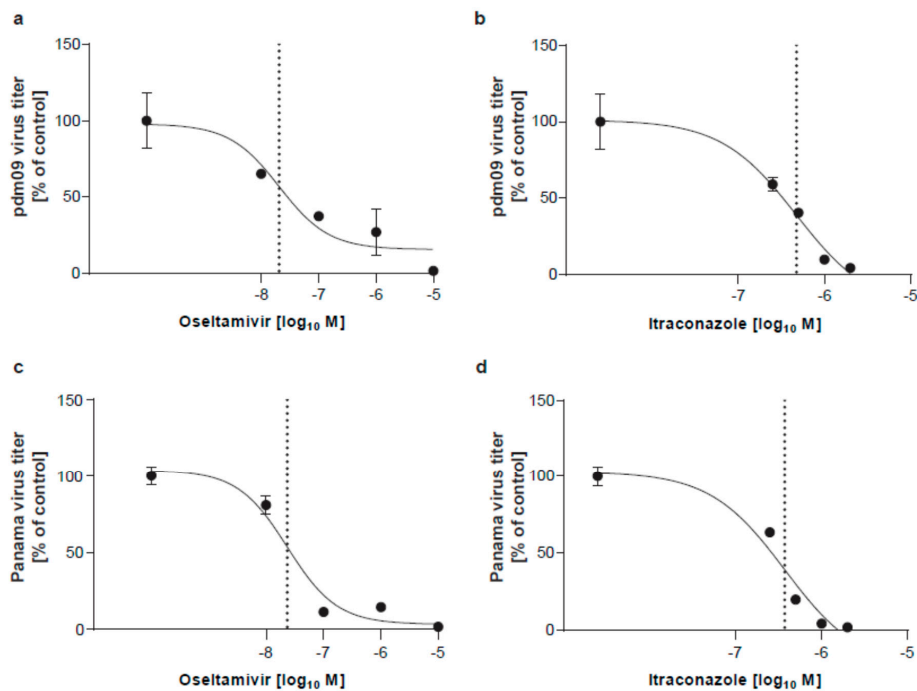 a
pdm09 virus titer
[% of control]
150
100
50
0
-8
-7
-6
-5
Oseltamivir [log10 M]
b
pdm09 virus titer
[% of control]
150
100
50
0
-7
-6
-5
Itraconazole [log10 M]
c
Panama virus titer
[% of control]
150
100
50
0
-8
-7
-6
-5
Oseltamivir [log10 M]
d
Panama virus titer
[% of control]
150
100
50
0
-7
-6
-5
Itraconazole [log10 M]